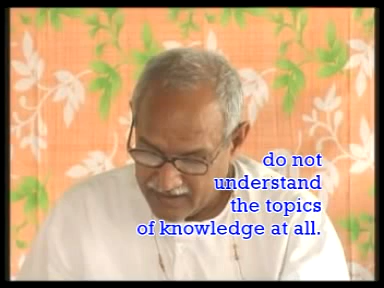 do not
understand
the topics
of knowledge at all.